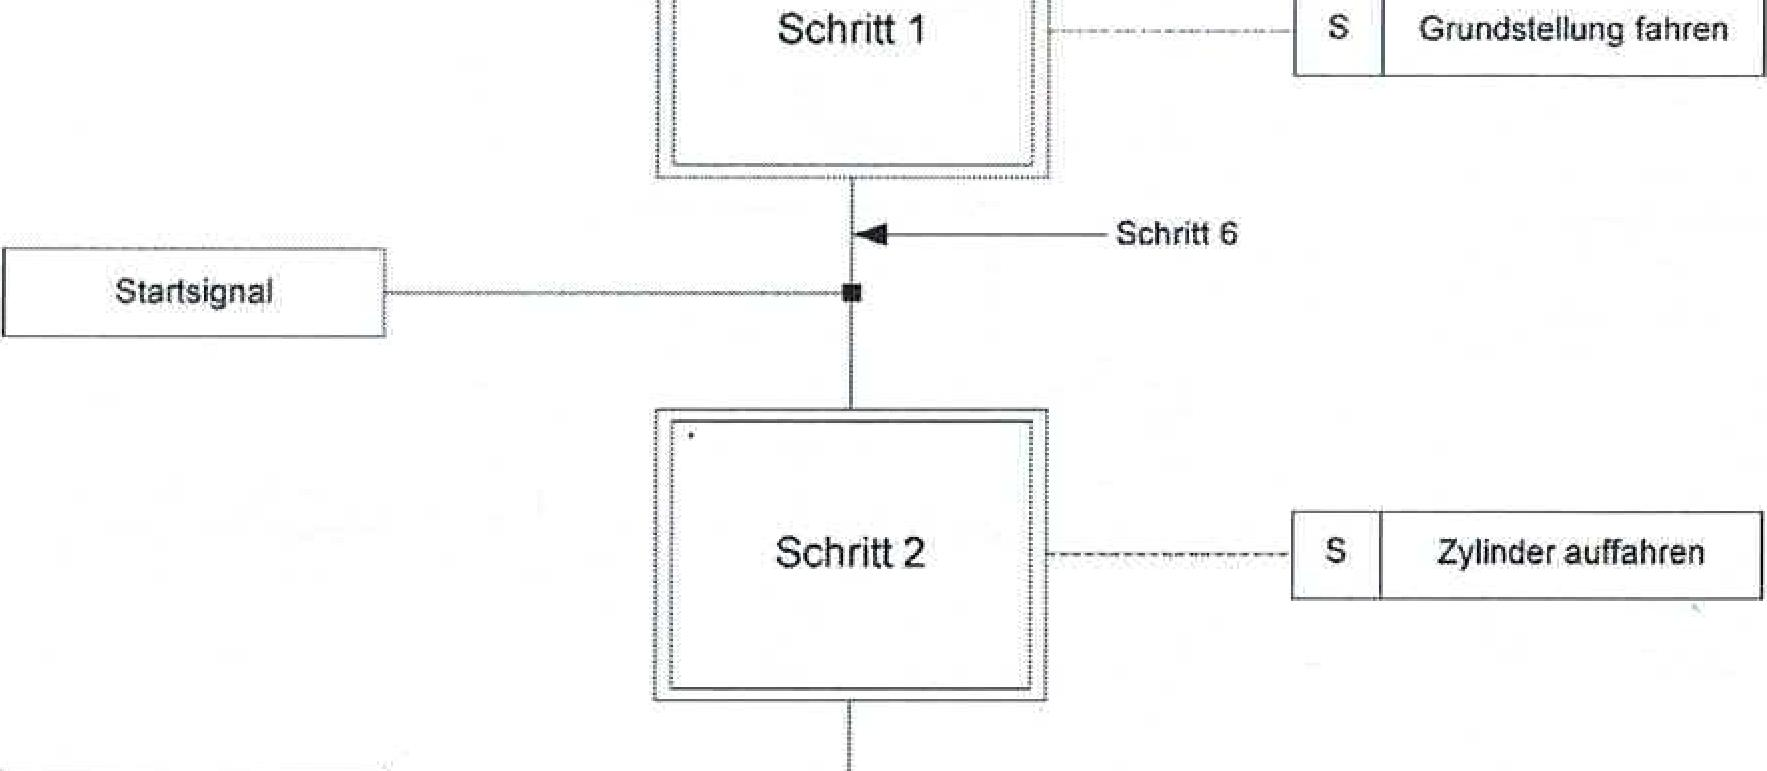 Schritt 1
S
Grundstellung fahren
Schritt 6
Startsignal
Schritt 2
S
Zylinder auffahren